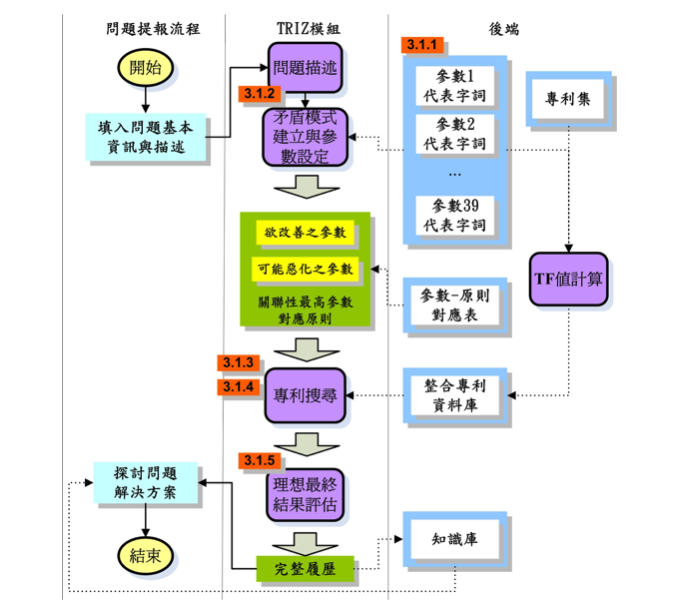 問題提報流程
TRIZ模組
後端
開始
填入問題基本
資訊與描述
問題描述
3.1.2
矛盾模式
建立與參
數設定
3.1.1
參數1
代表字詞
參數2
代表字詞
...
參數39
代表字詞
專利集
欲改善之參數
可能惡化之參數
關聯性最高參數
對應原則
參數-原則
對應表
TF值計算
3.1.3
3.1.4
專利搜尋
整合專利
資料庫
3.1.5
理想最終
結果評估
探討問題
解決方案
知識庫
結束
完整履歷